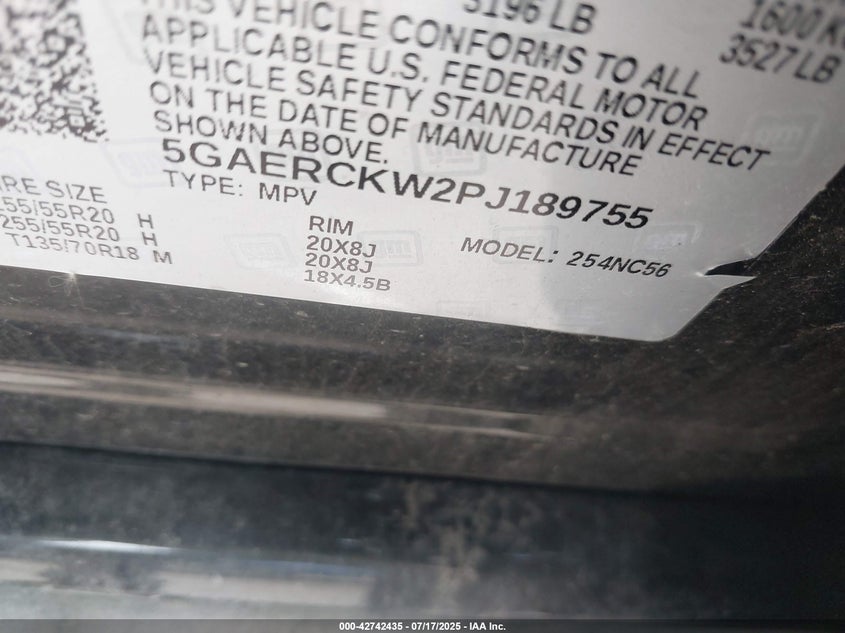 5196 LB
1600 KG
3527 LB
THIS VEHICLE CONFORMS TO ALL
APPLICABLE U.S. FEDERAL MOTOR
VEHICLE SAFETY STANDARDS IN EFFECT
ON THE DATE OF MANUFACTURE
SHOWN ABOVE.
5GAERCKW2PJ189755
TYPE: MPV
MODEL: 254NC56
SIZE RIM
255/55R20 H 20X8J
255/55R20 H 20X8J
T135/70R18 M 18X4.5B
000-42742435 - 07/17/2025 - IAA Inc.